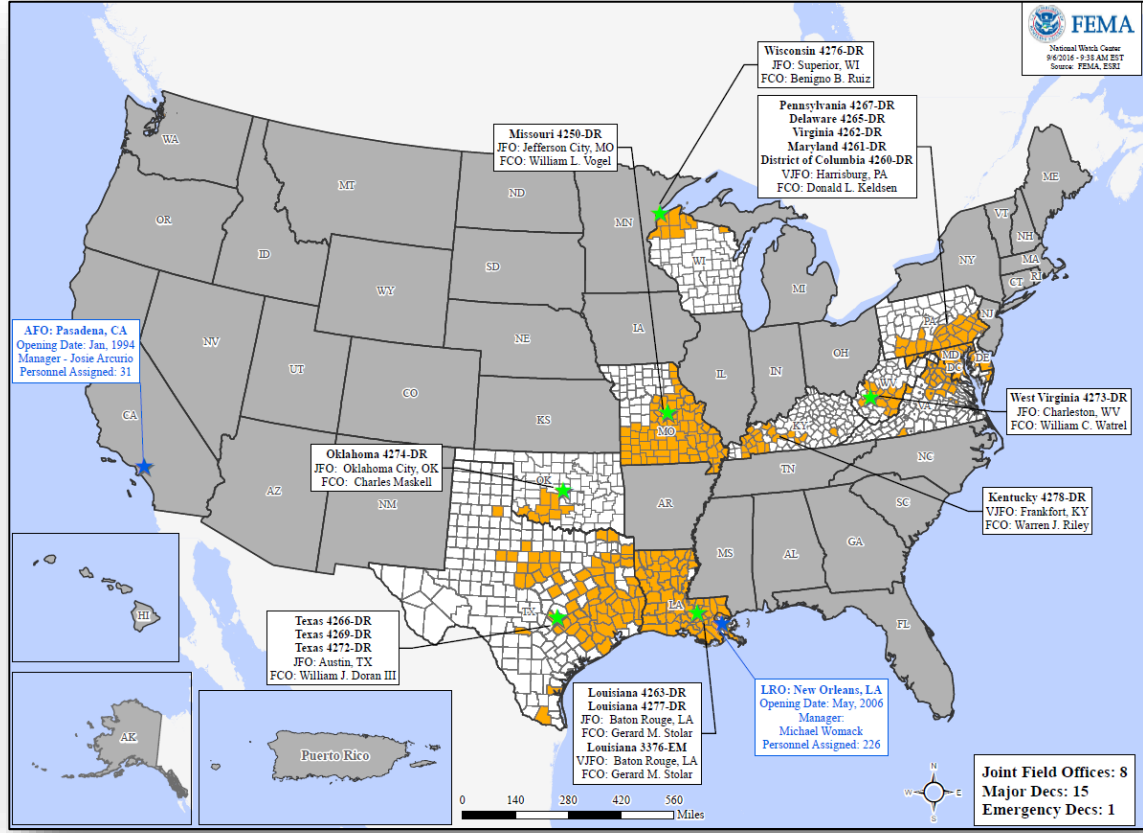 FEMA
National Watch Center
9/6/2016 - 9:38 AM EST
Source: FEMA, ESRI
Wisconsin 4276-DR
JFO: Superior, WI
FCO: Benigno B. Ruiz
Pennsylvania 4267-DR
Delaware 4265-DR
Virginia 4262-DR
Maryland 4261-DR
District of Columbia 4260-DR
VJFO: Harrisburg, PA
FCO: Donald L. Keldsen
Missouri 4250-DR
JFO: Jefferson City, MO
FCO: William L. Vogel
WA
MT
ND
MN
ME
OR
ID
SD
WI
VT
NH
NY
MA
CT
RI
WY
MI
AFO: Pasadena, CA
Opening Date: Jan, 1994
Manager - Josie Arcurio
Personnel Assigned: 31
NV
NE
IA
PA
NJ
UT
CO
IL
IN
OH
MD
DE
DC
CA
KS
MO
WV
VA
KY
West Virginia 4273-DR
JFO: Charleston, WV
FCO: William C. Watrel
Oklahoma 4274-DR
JFO: Oklahoma City, OK
FCO: Charles Maskell
AZ
NM
OK
AR
TN
NC
SC
Kentucky 4278-DR
VJFO: Frankfort, KY
FCO: Warren J. Riley
MS
AL
GA
HI
TX
LA
FL
Texas 4266-DR
Texas 4269-DR
Texas 4272-DR
JFO: Austin, TX
FCO: William J. Doran III
Louisiana 4263-DR
Louisiana 4277-DR
JFO: Baton Rouge, LA
FCO: Gerard M. Stolar
Louisiana 3376-EM
VJFO: Baton Rouge, LA
FCO: Gerard M. Stolar
LRO: New Orleans, LA
Opening Date: May, 2006
Manager:
Michael Womack
Personnel Assigned: 226
AK
Puerto Rico
0 140 280 420 560
Miles
N
W E
S
Joint Field Offices: 8
Major Decs: 15
Emergency Decs: 1